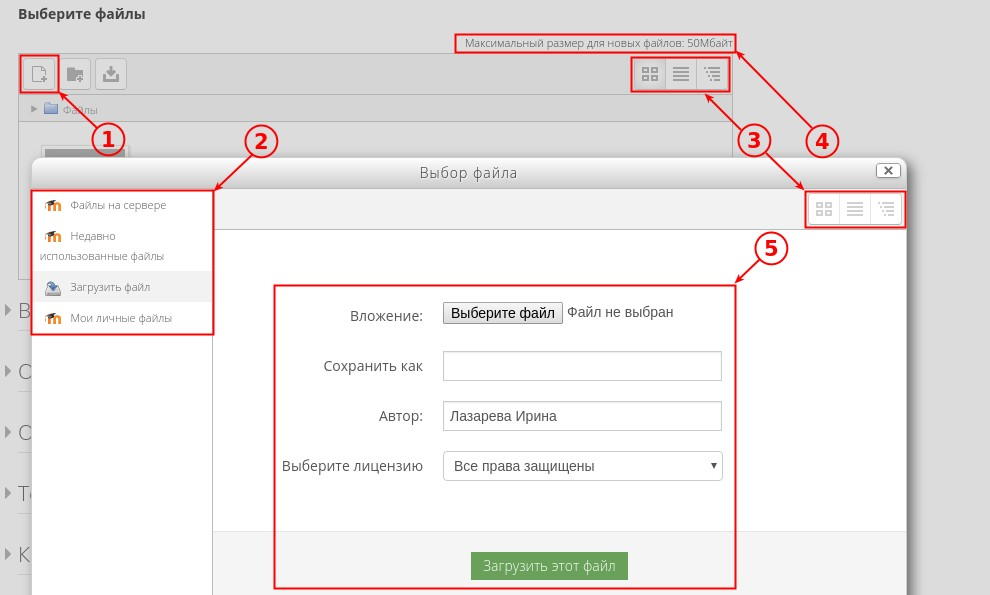 Выберите файлы
Максимальный размер для новых файлов: 50Мбайт
Файлы
1
2
3
4
Выбор файла
Файлы на сервере
Недавно
использованные файлы
Загрузить файл
Мои личные файлы
5
Вложение: Выберите файл Файл не выбран
Сохранить как
Автор: Лазарева Ирина
Выберите лицензию Все права защищены
Загрузить этот файл
В
О
О
Т
К